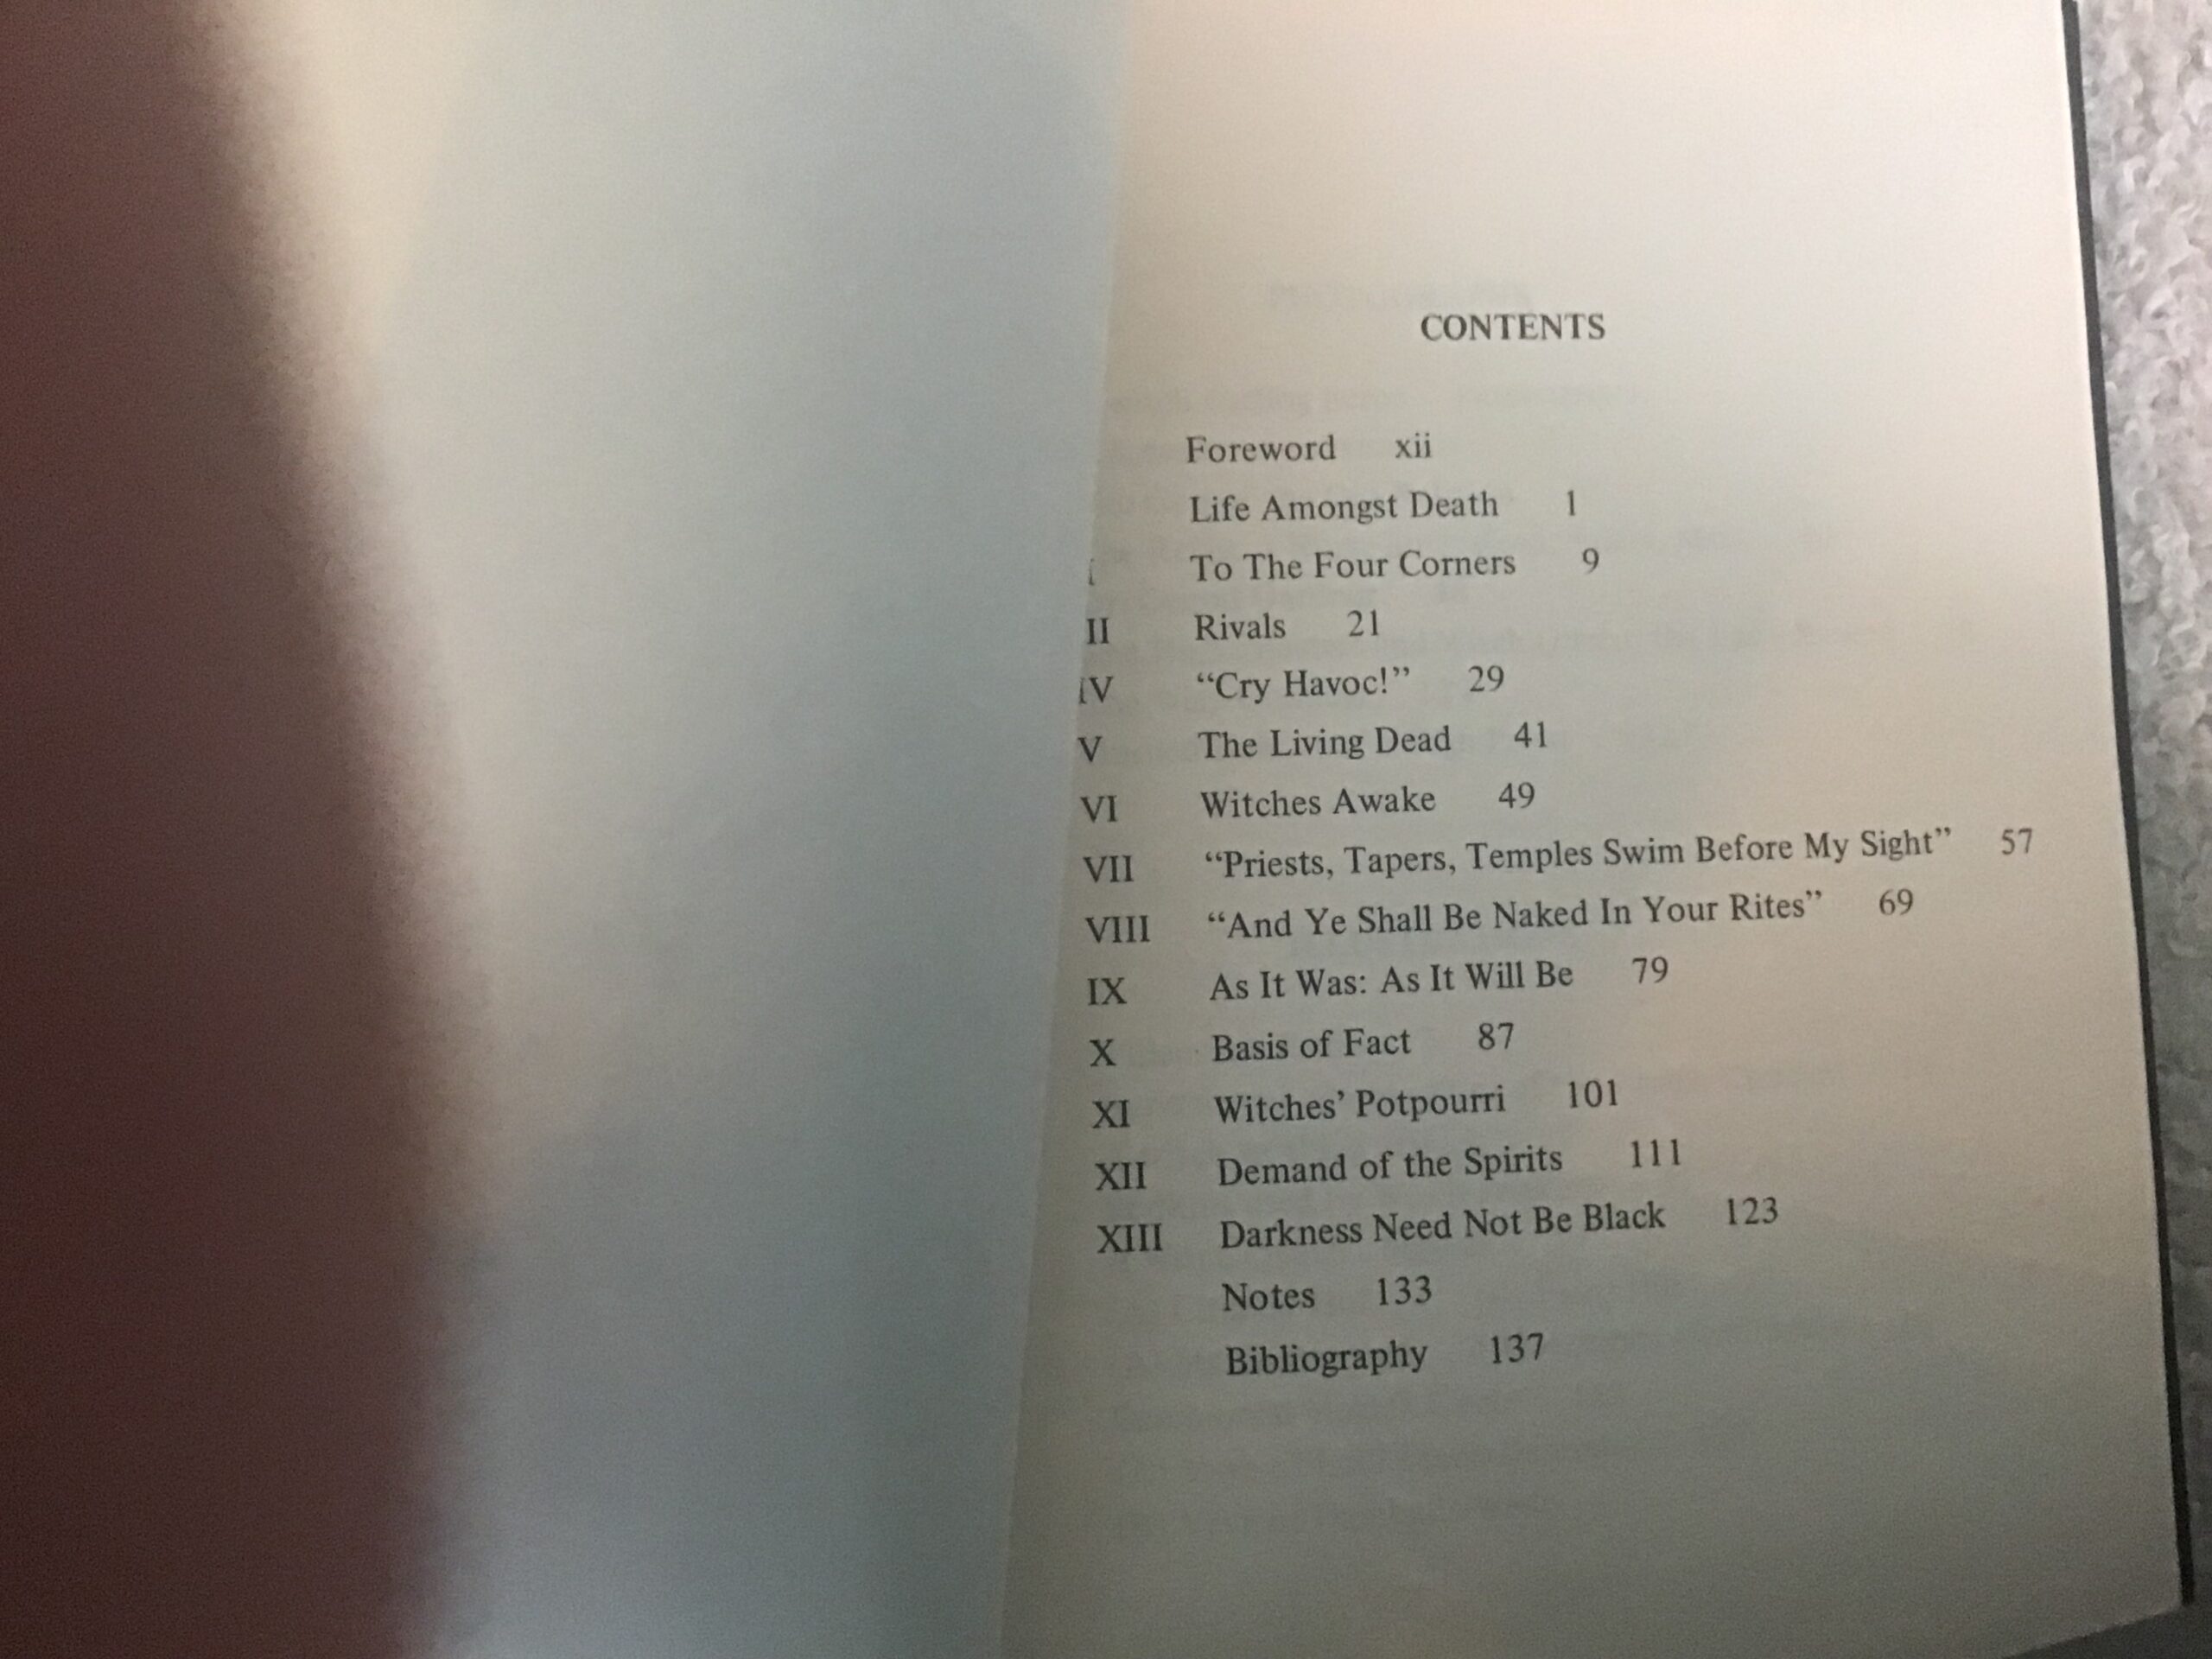 CONTENTS
Foreword xii
Life Amongst Death 1
I To The Four Corners 9
II Rivals 21
IV "Cry Havoc!" 29
V The Living Dead 41
VI Witches Awake 49
VII "Priests, Tapers, Temples Swim Before My Sight" 57
VIII "And Ye Shall Be Naked In Your Rites" 69
IX As It Was: As It Will Be 79
X Basis of Fact 87
XI Witches' Potpourri 101
XII Demand of the Spirits 111
XIII Darkness Need Not Be Black 123
Notes 133
Bibliography 137